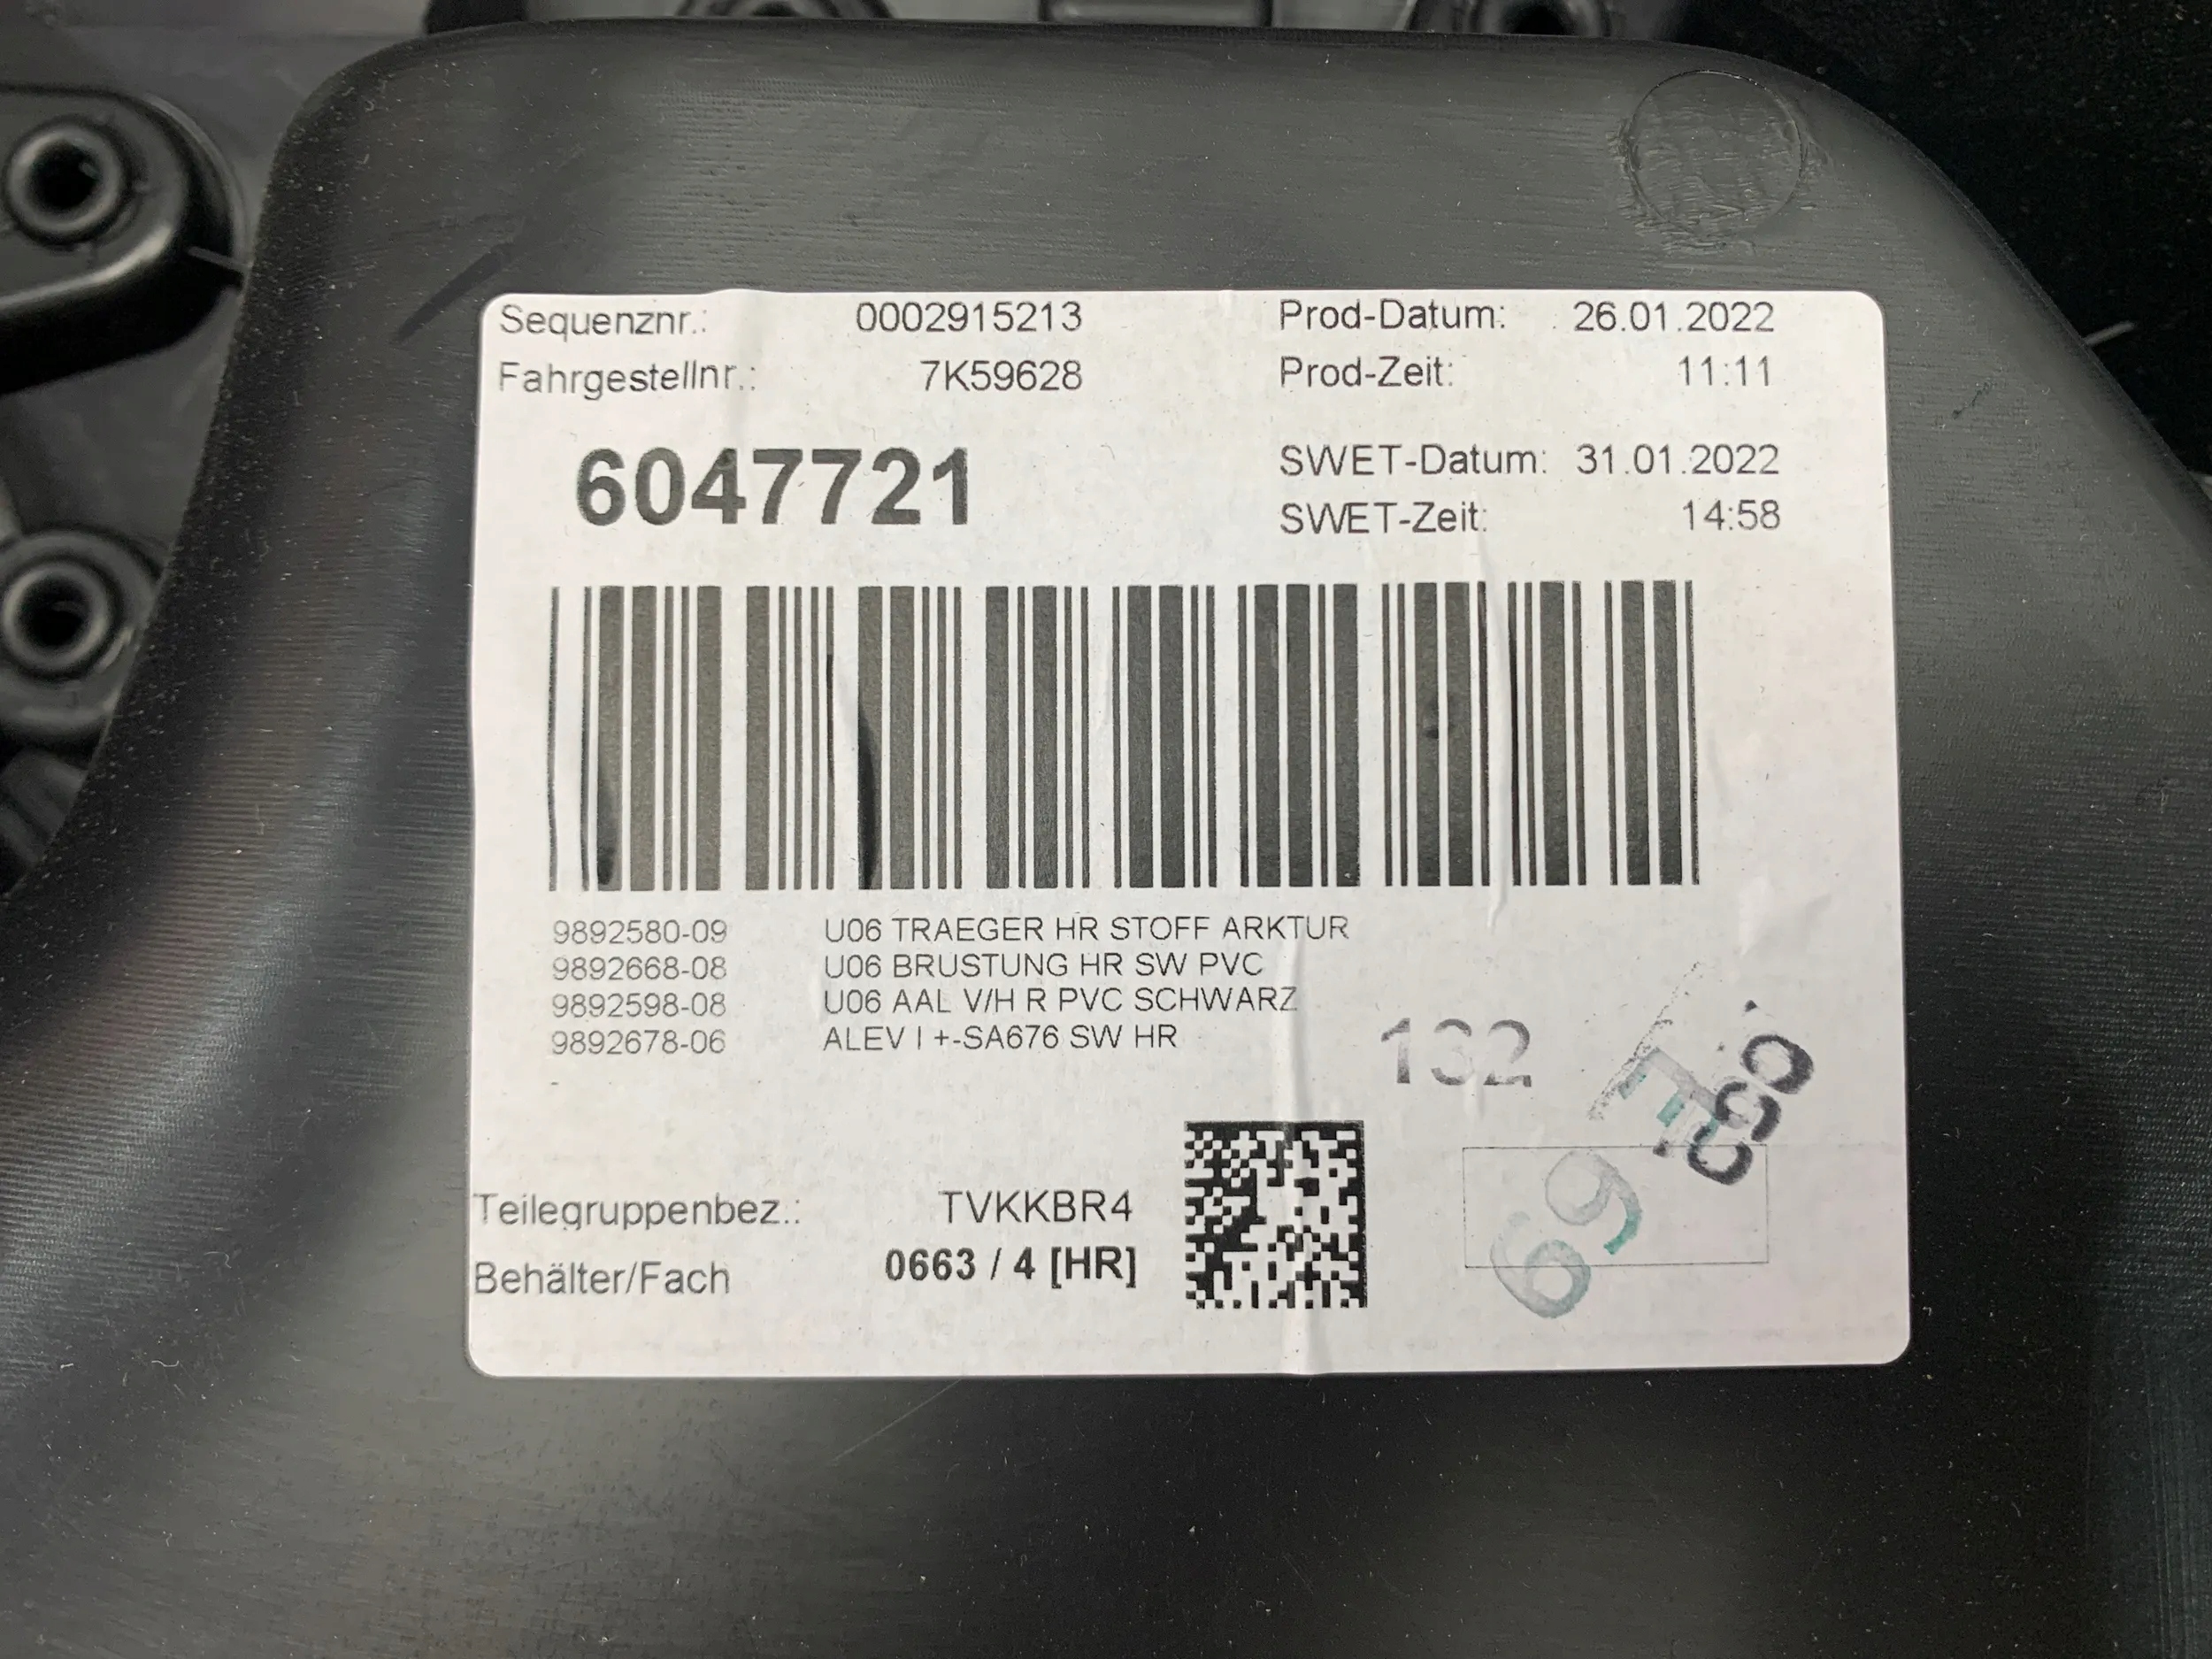 Sequenznr.: 0002915213 Prod-Datum: 26.01.2022
Fahrgestellnr.: 7K59628 Prod-Zeit: 11:11
6047721
SWET-Datum: 31.01.2022
SWET-Zeit: 14:58
9892580-09 U06 TRAEGER HR STOFF ARKTUR
9892668-08 U06 BRUSTUNG HR SW PVC
9892598-08 U06 AAL V/H R PVC SCHWARZ
9892678-06 ALEV I +-SA676 SW HR
-
132
Teilegruppenbez.: TVKKBR4
Behälter/Fach 0663 / 4 [HR]
69